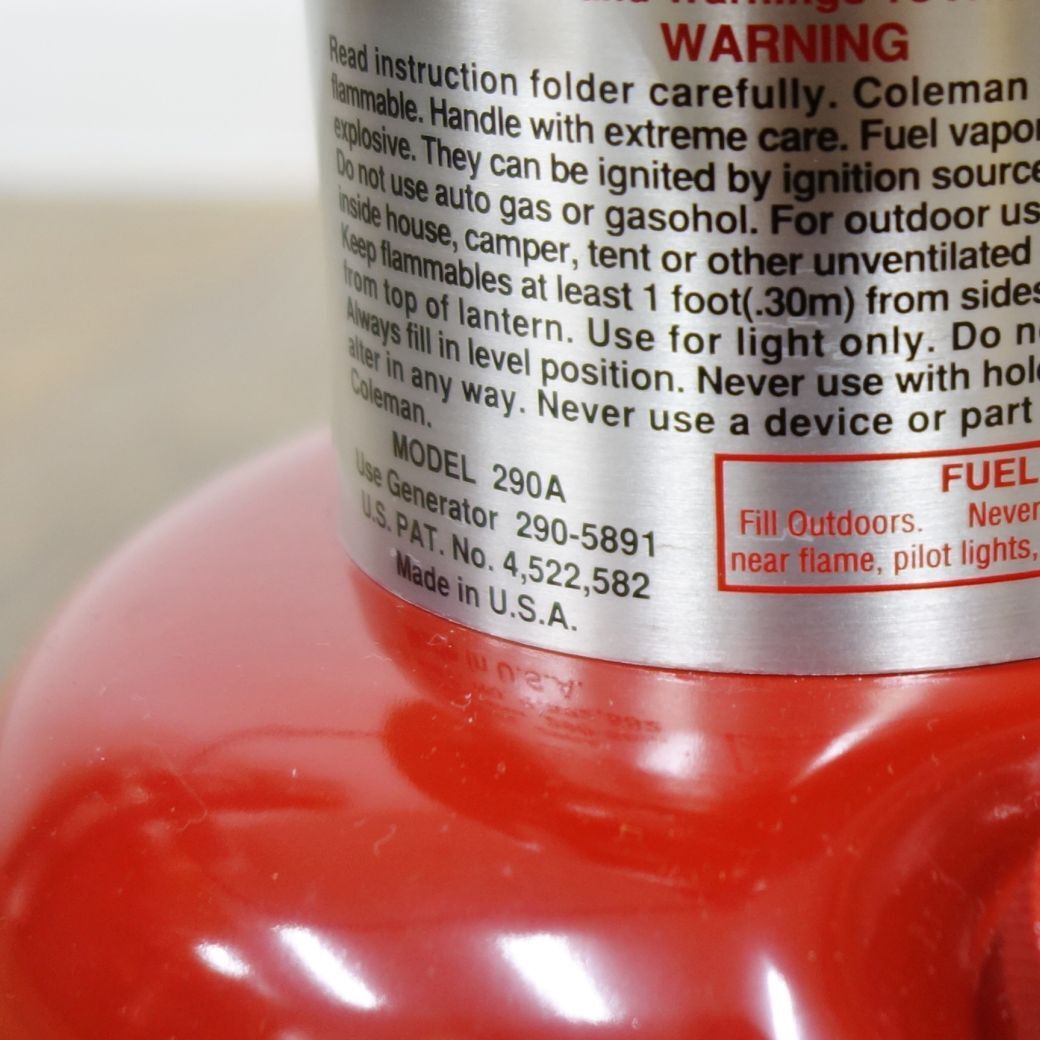 WARNING
Read instruction folder carefully. Coleman
flammable. Handle with extreme care. Fuel vapor
explosive. They can be ignited by ignition source
Do not use auto gas or gasohol. For outdoor us
inside house, camper, tent or other unventilated
Keep flammables at least 1 foot(.30m) from sides
from top of lantern. Use for light only. Do n
Always fill in level position. Never use with hol
alter in any way. Never use a device or part
Coleman.
MODEL 290A
Use Generator 290-5891
U.S. PAT. No. 4,522,582
Made in U.S.A.
FUEL
Fill Outdoors. Never
near flame, pilot lights,